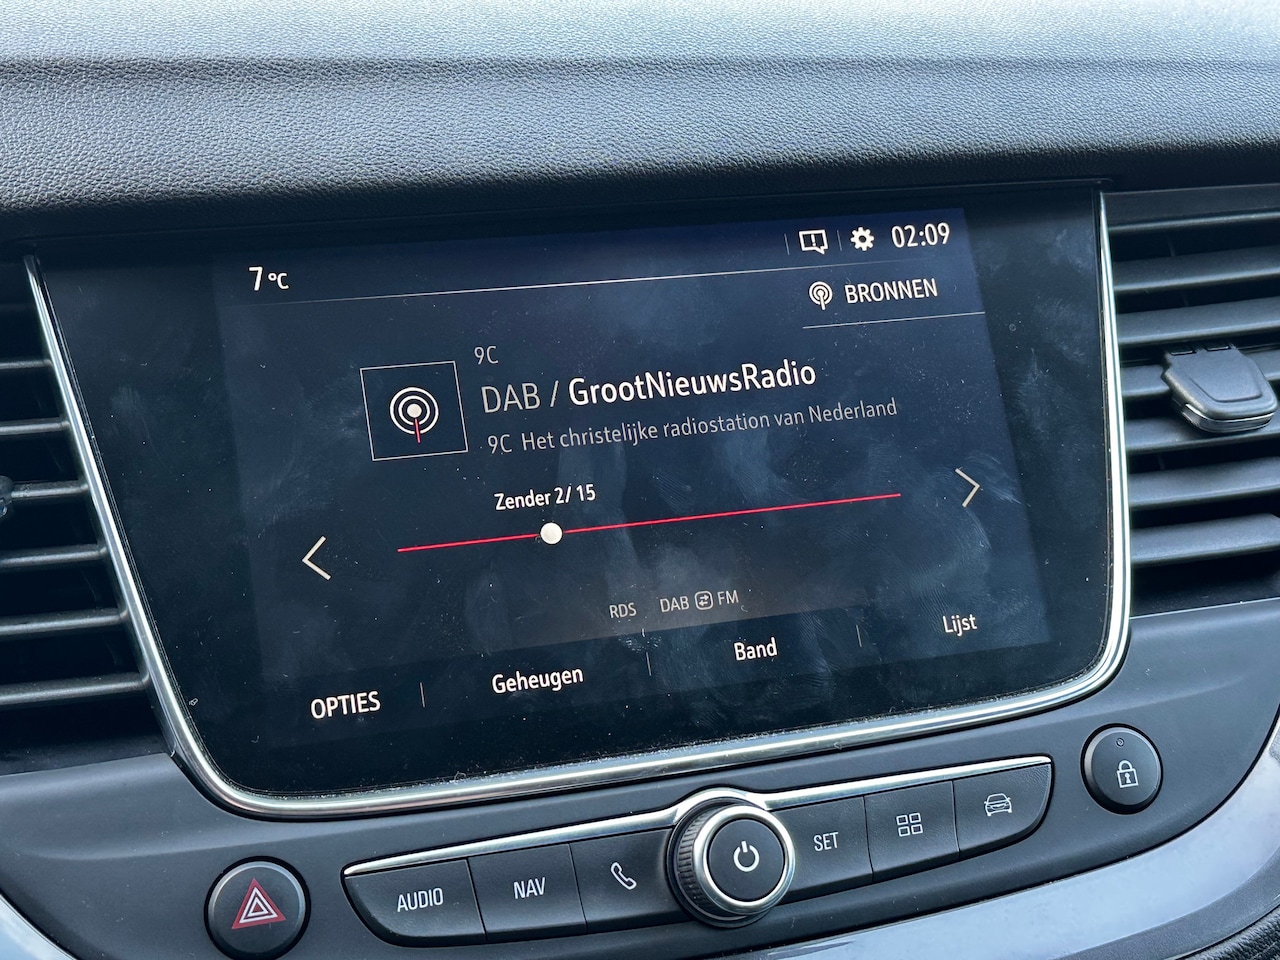 7 °C
02:09
BRONNEN
9C
DAB / GrootNieuwsRadio
9C Het christelijke radiostation van Nederland
Zender 2/ 15
RDS DAB FM
OPTIES Geheugen Band Lijst
AUDIO NAV SET